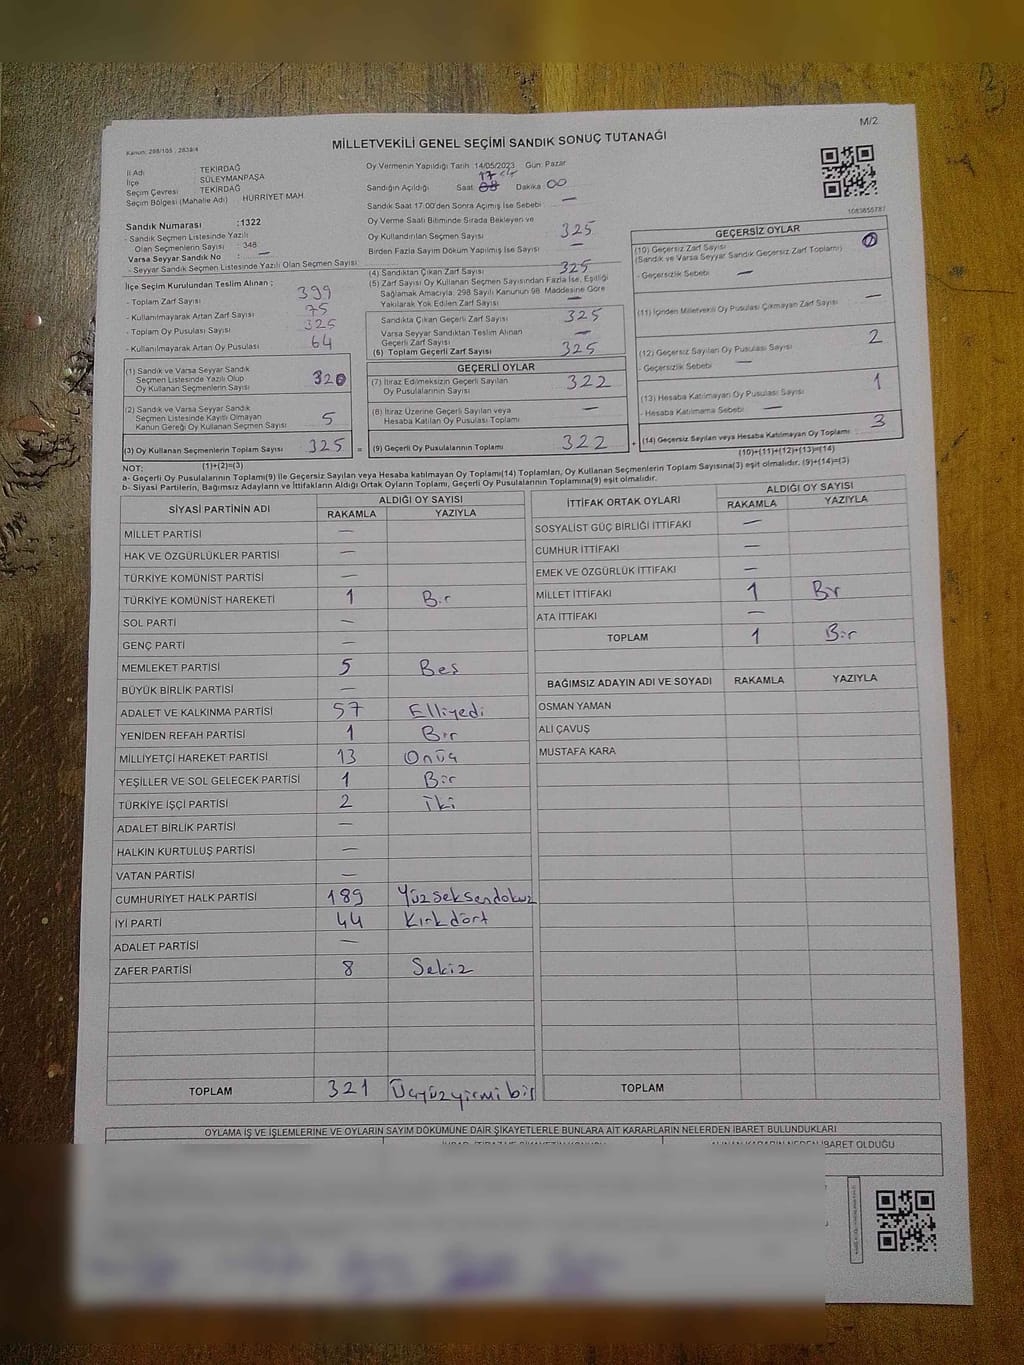 M/2
Kanun: 298/105 , 2839/4
MİLLETVEKİLİ GENEL SEÇİMİ SANDIK SONUÇ TUTANAĞI
İl Adı TEKİRDAĞ
İlçe SÜLEYMANPAŞA
Seçim Çevresi TEKİRDAĞ
Seçim Bölgesi (Mahalle Adı) HÜRRİYET MAH.
Sandık Numarası :1322
- Sandık Seçmen Listesinde Yazılı
Olan Seçmenlerin Sayısı : 348
Varsa Seyyar Sandık No : —
- Seyyar Sandık Seçmen Listesinde Yazılı Olan Seçmen Sayısı:
Oy Vermenin Yapıldığı Tarih :14/05/2023 Gün: Pazar
Sandığın Açıldığı Saat: 17 Dakika : 00
Sandık Saat 17:00'den Sonra Açılmış İse Sebebi : —
Oy Verme Saati Bitiminde Sırada Bekleyen ve
Oy Kullandırılan Seçmen Sayısı 325
Birden Fazla Sayım Döküm Yapılmış İse Sayısı —
1083655787
İlçe Seçim Kurulundan Teslim Alınan ;
- Toplam Zarf Sayısı 399
- Kullanılmayarak Artan Zarf Sayısı 75
- Toplam Oy Pusulası Sayısı 325
- Kullanılmayarak Artan Oy Pusulası 64
(1) Sandık ve Varsa Seyyar Sandık
Seçmen Listesinde Yazılı Olup
Oy Kullanan Seçmenlerin Sayısı 320
(2) Sandık ve Varsa Seyyar Sandık
Seçmen Listesinde Kayıtlı Olmayan
Kanun Gereği Oy Kullanan Seçmen Sayısı 5
(3) Oy Kullanan Seçmenlerin Toplam Sayısı 325 =
(1)+(2)=(3)
(4) Sandıktan Çıkan Zarf Sayısı 325
(5) Zarf Sayısı Oy Kullanan Seçmen Sayısından Fazla İse, Eşitliği
Sağlamak Amacıyla, 298 Sayılı Kanunun 98. Maddesine Göre
Yakılarak Yok Edilen Zarf Sayısı —
Sandıkta Çıkan Geçerli Zarf Sayısı 325
Varsa Seyyar Sandıktan Teslim Alınan
Geçerli Zarf Sayısı —
(6) Toplam Geçerli Zarf Sayısı 325
GEÇERLİ OYLAR
(7) İtiraz Edilmeksizin Geçerli Sayılan
Oy Pusulalarının Sayısı 322
(8) İtiraz Üzerine Geçerli Sayılan veya
Hesaba Katılan Oy Pusulası Toplamı —
(9) Geçerli Oy Pusulalarının Toplamı 322 +
GEÇERSİZ OYLAR
(10) Geçersiz Zarf Sayısı 0
(Sandık ve Varsa Seyyar Sandık Geçersiz Zarf Toplamı)
- Geçersizlik Sebebi —
(11) İçinden Milletvekili Oy Pusulası Çıkmayan Zarf Sayısı —
(12) Geçersiz Sayılan Oy Pusulası Sayısı 2
- Geçersizlik Sebebi —
(13) Hesaba Katılmayan Oy Pusulası Sayısı 1
- Hesaba Katılmama Sebebi —
(14) Geçersiz Sayılan veya Hesaba Katılmayan Oy Toplamı 3
(10)+(11)+(12)+(13)=(14)
NOT:
a- Geçerli Oy Pusulalarının Toplamı(9) ile Geçersiz Sayılan veya Hesaba katılmayan Oy Toplamı(14) Toplamları, Oy Kullanan Seçmenlerin Toplam Sayısına(3) eşit olmalıdır. (9)+(14)=(3)
b- Siyasi Partilerin, Bağımsız Adayların ve İttifakların Aldığı Ortak Oyların Toplamı, Geçerli Oy Pusulalarının Toplamına(9) eşit olmalıdır.
SİYASİ PARTİNİN ADI ALDIĞI OY SAYISI
RAKAMLA YAZIYLA
MİLLET PARTİSİ —
HAK VE ÖZGÜRLÜKLER PARTİSİ —
TÜRKİYE KOMÜNİST PARTİSİ —
TÜRKİYE KOMÜNİST HAREKETİ 1 Bir
SOL PARTİ —
GENÇ PARTİ —
MEMLEKET PARTİSİ 5 Bes
BÜYÜK BİRLİK PARTİSİ —
ADALET VE KALKINMA PARTİSİ 57 Elliyedi
YENİDEN REFAH PARTİSİ 1 Bir
MİLLİYETÇİ HAREKET PARTİSİ 13 Onüç
YEŞİLLER VE SOL GELECEK PARTİSİ 1 Bir
TÜRKİYE İŞÇİ PARTİSİ 2 İki
ADALET BİRLİK PARTİSİ —
HALKIN KURTULUŞ PARTİSİ —
VATAN PARTİSİ —
CUMHURİYET HALK PARTİSİ 189 Yüzseksendokuz
İYİ PARTİ 44 Kırkdört
ADALET PARTİSİ —
ZAFER PARTİSİ 8 Sekiz
TOPLAM 321 Üçyüzyirmibir
İTTİFAK ORTAK OYLARI ALDIĞI OY SAYISI
RAKAMLA YAZIYLA
SOSYALİST GÜÇ BİRLİĞİ İTTİFAKI —
CUMHUR İTTİFAKI —
EMEK VE ÖZGÜRLÜK İTTİFAKI —
MİLLET İTTİFAKI 1 Bir
ATA İTTİFAKI —
TOPLAM 1 Bir
BAĞIMSIZ ADAYIN ADI VE SOYADI RAKAMLA YAZIYLA
OSMAN YAMAN
ALİ ÇAVUŞ
MUSTAFA KARA
TOPLAM
OYLAMA İŞ VE İŞLEMLERİNE VE OYLARIN SAYIM DÖKÜMÜNE DAİR ŞİKAYETLERLE BUNLARA AİT KARARLARIN NELERDEN İBARET BULUNDUKLARI
ALINAN KARARIN NEDEN İBARET OLDUĞU